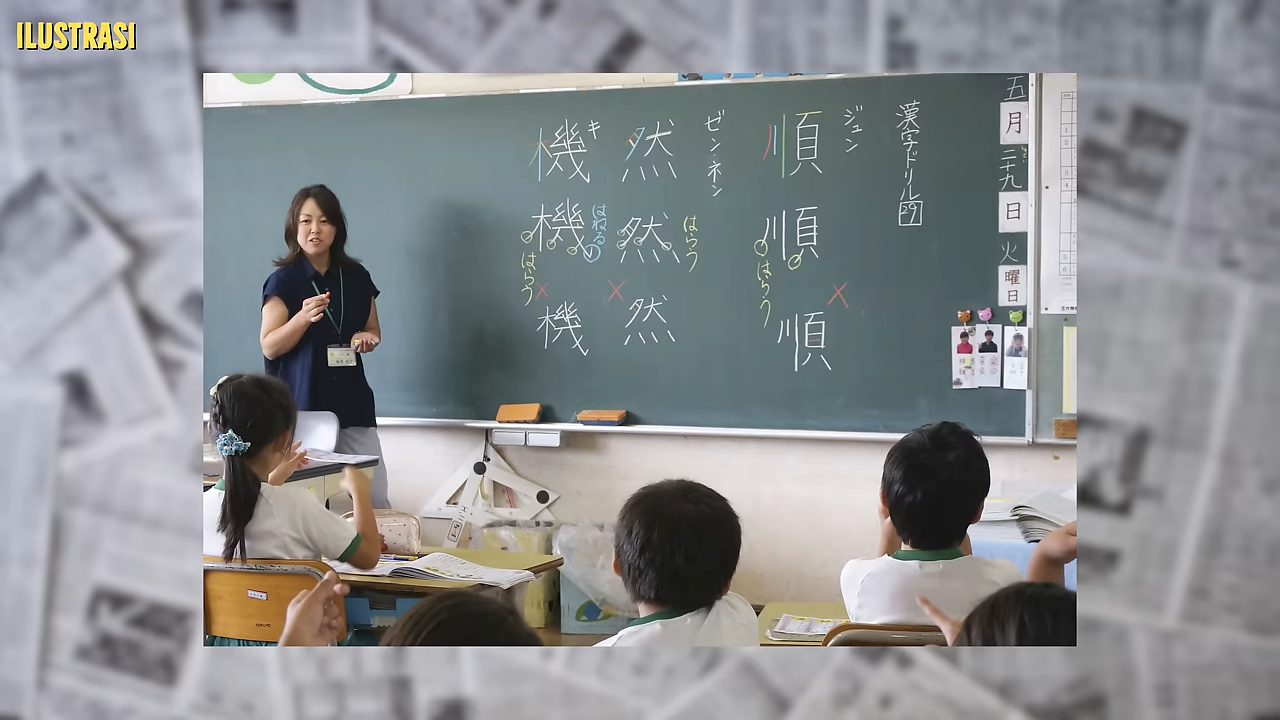 ILUSTRASI
五
月
二十九
日
火
曜
日
漢字ドリル29
ジュン
順
順
はらう
順
ゼン・ネン
然
然
はらう
然
キ
機
機
はねる
はらう
機